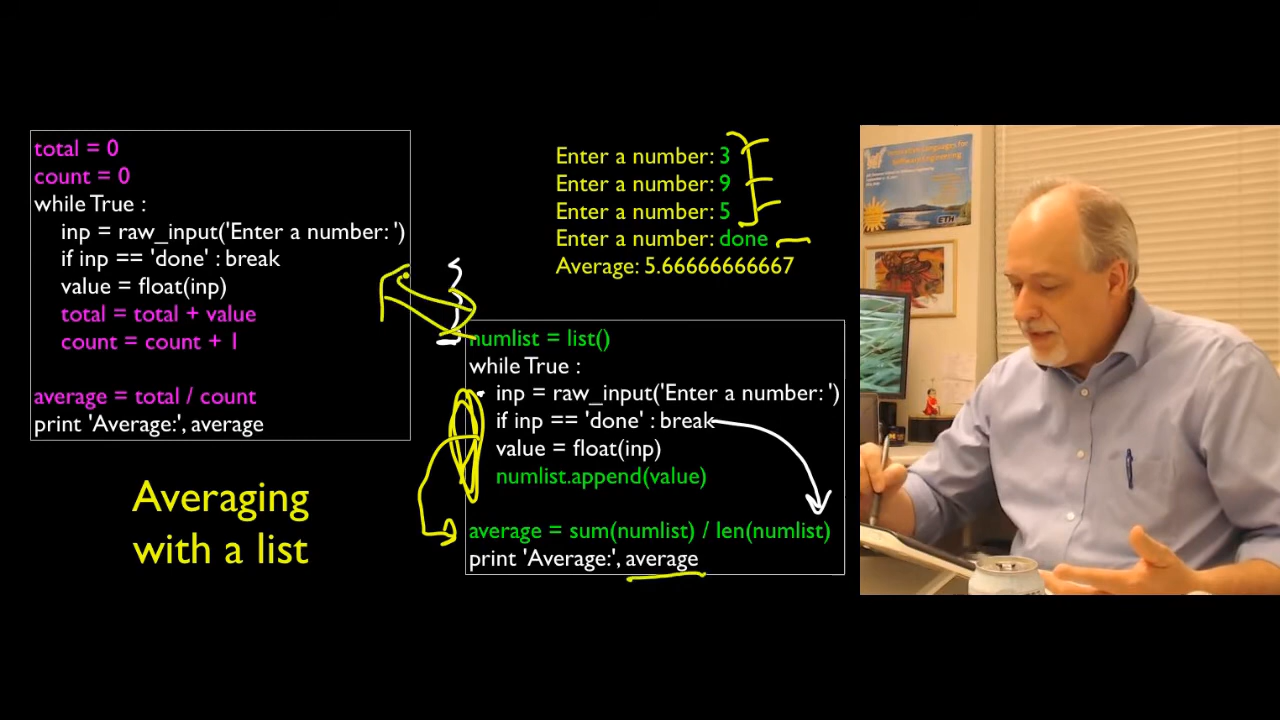 total = 0
count = 0
while True :
    inp = raw_input('Enter a number: ')
    if inp == 'done' : break
    value = float(inp)
    total = total + value
    count = count + 1
average = total / count
print 'Average:', average
Averaging
with a list
Enter a number: 3
Enter a number: 9
Enter a number: 5
Enter a number: done
Average: 5.66666666667
numlist = list()
while True :
    inp = raw_input('Enter a number: ')
    if inp == 'done' : break
    value = float(inp)
    numlist.append(value)
average = sum(numlist) / len(numlist)
print 'Average:', average
ETH